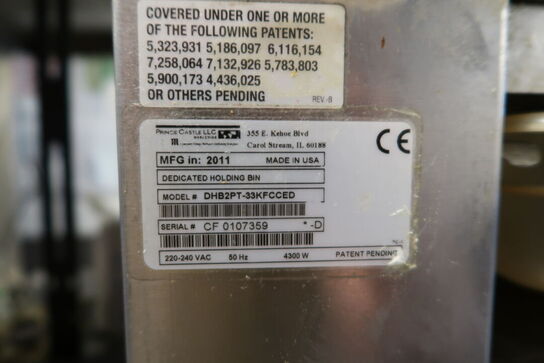 COVERED UNDER ONE OR MORE
OF THE FOLLOWING PATENTS:
5,323,931 5,186,097 6,116,154
7,258,064 7,132,926 5,783,803
5,900,173 4,436,025
OR OTHERS PENDING
REV.-B
PRINCE CASTLE LLC
WORLDWIDE
355 E. Kehoe Blvd
Carol Stream, IL 60188
CE
MFG in: 2011 MADE IN USA
DEDICATED HOLDING BIN
MODEL # DHB2PT-33KFCCED
SERIAL # CF 0107359 *-D
220-240 VAC 50 Hz 4300 W PATENT PENDING